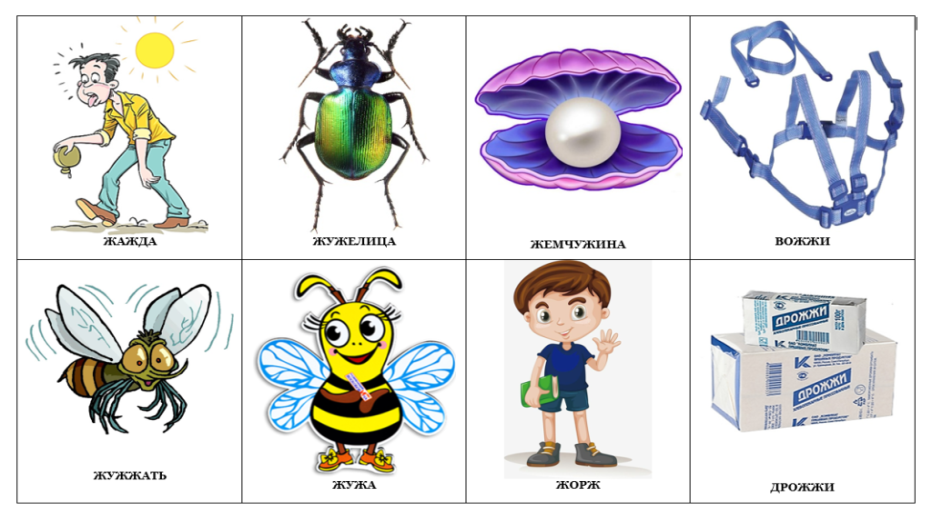 ЖАЖДА
ЖУЖЕЛИЦА
ЖЕМЧУЖИНА
ВОЖЖИ
ЖУЖЖАТЬ
ЖУЖА
ЖОРЖ
ДРОЖЖИ
К
ДРОЖЖИ
К
ДРОЖЖИ